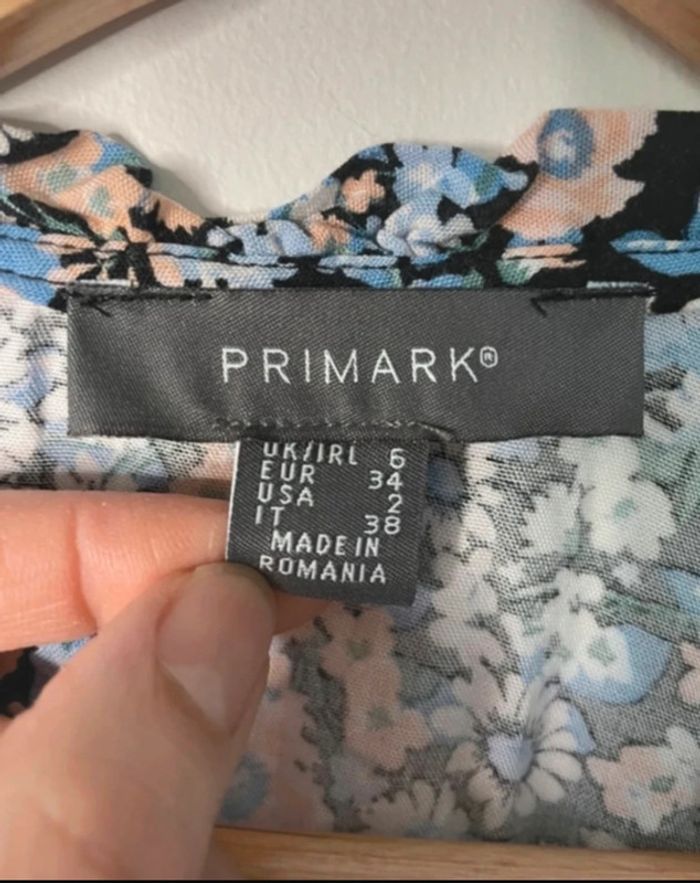 PRIMARK®
UK/IRL 6
EUR 34
USA 2
IT 38
MADE IN
ROMANIA